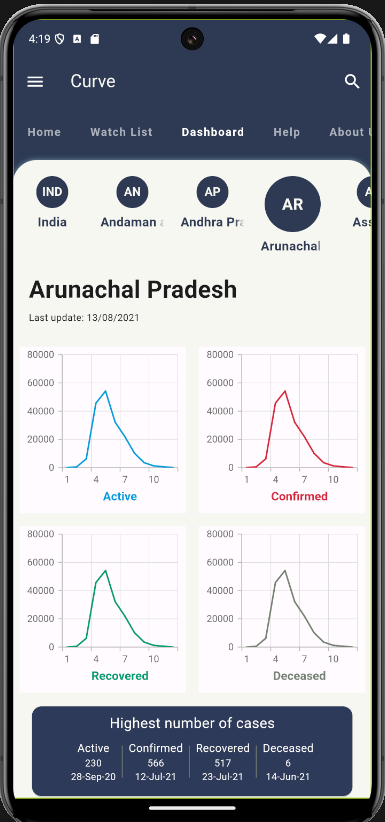 4:19
Curve
Home Watch List Dashboard Help About U
IND AN AP AR A
India Andaman a Andhra Pra Arunachal Ass
Arunachal Pradesh
Last update: 13/08/2021
80000 80000
60000 60000
40000 40000
20000 20000
0 0
1 4 7 10 1 4 7 10
Active Confirmed
80000 80000
60000 60000
40000 40000
20000 20000
0 0
1 4 7 10 1 4 7 10
Recovered Deceased
Highest number of cases
Active Confirmed Recovered Deceased
230 566 517 6
28-Sep-20 12-Jul-21 23-Jul-21 14-Jun-21